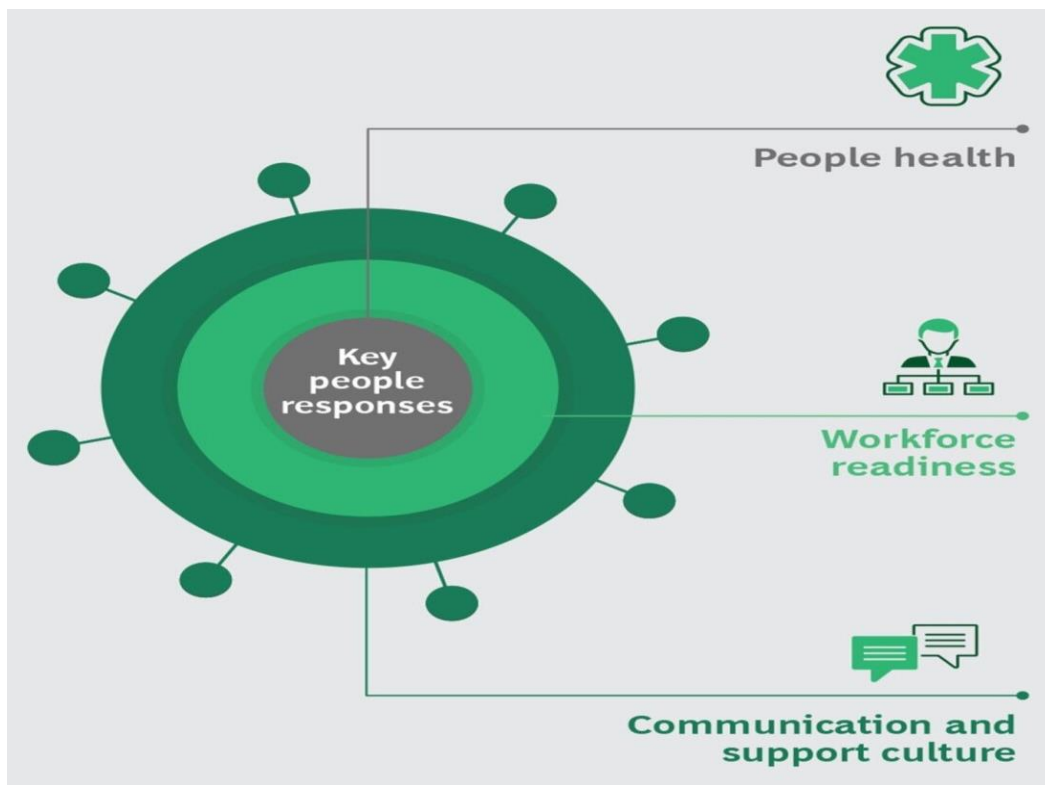 People health
Key
people
responses
Workforce
readiness
Communication and
support culture